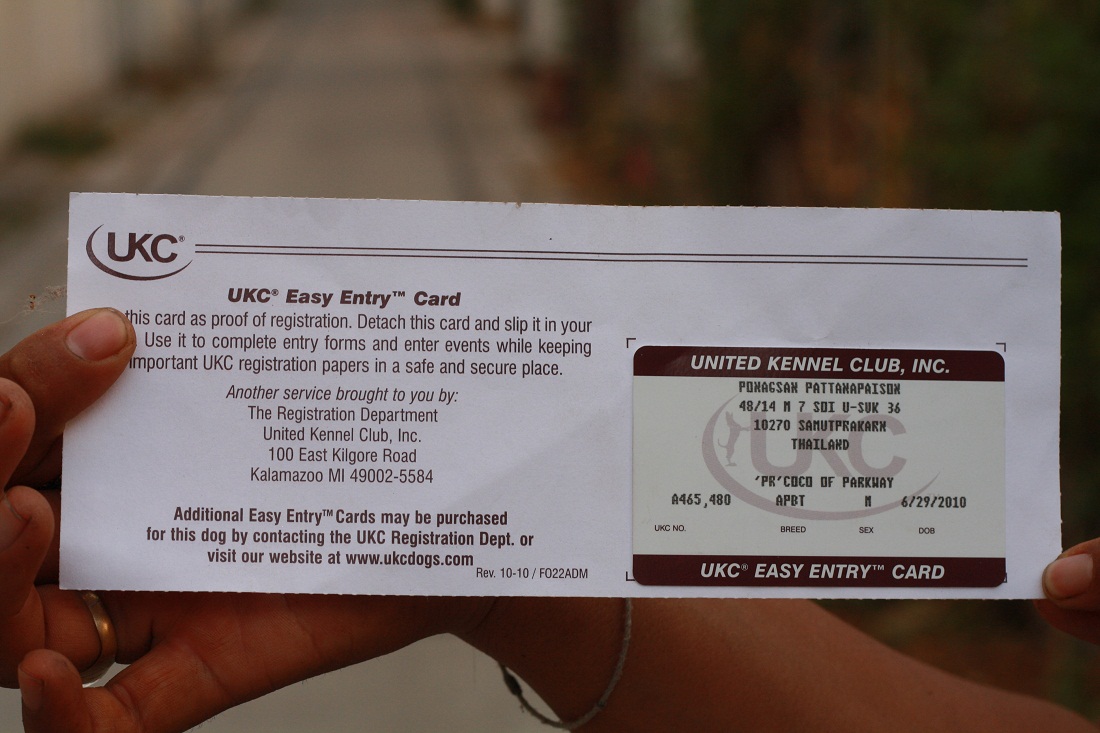 UKC®
UKC® Easy Entry™ Card
this card as proof of registration. Detach this card and slip it in your
Use it to complete entry forms and enter events while keeping
important UKC registration papers in a safe and secure place.
Another service brought to you by:
The Registration Department
United Kennel Club, Inc.
100 East Kilgore Road
Kalamazoo MI 49002-5584
Additional Easy Entry™ Cards may be purchased
for this dog by contacting the UKC Registration Dept. or
visit our website at www.ukcdogs.com
Rev. 10-10 / FO22ADM
UNITED KENNEL CLUB, INC.
PONAGSAN PATTANAPAISON
48/14 M 7 SOI U-SUK 36
10270 SAMUTPRAKARN
THAILAND
UKC
'PR'COCO OF PARKWAY
A465,480 APBT M 6/29/2010
UKC NO. BREED SEX DOB
UKC® EASY ENTRY™ CARD